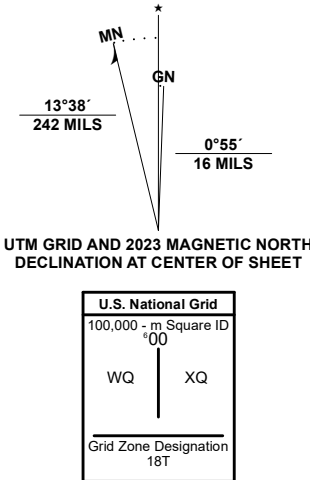 ★
MN
GN
13°38´
242 MILS
0°55´
16 MILS
UTM GRID AND 2023 MAGNETIC NORTH
DECLINATION AT CENTER OF SHEET
U.S. National Grid
100,000 - m Square ID
⁶00
WQ XQ
Grid Zone Designation
18T